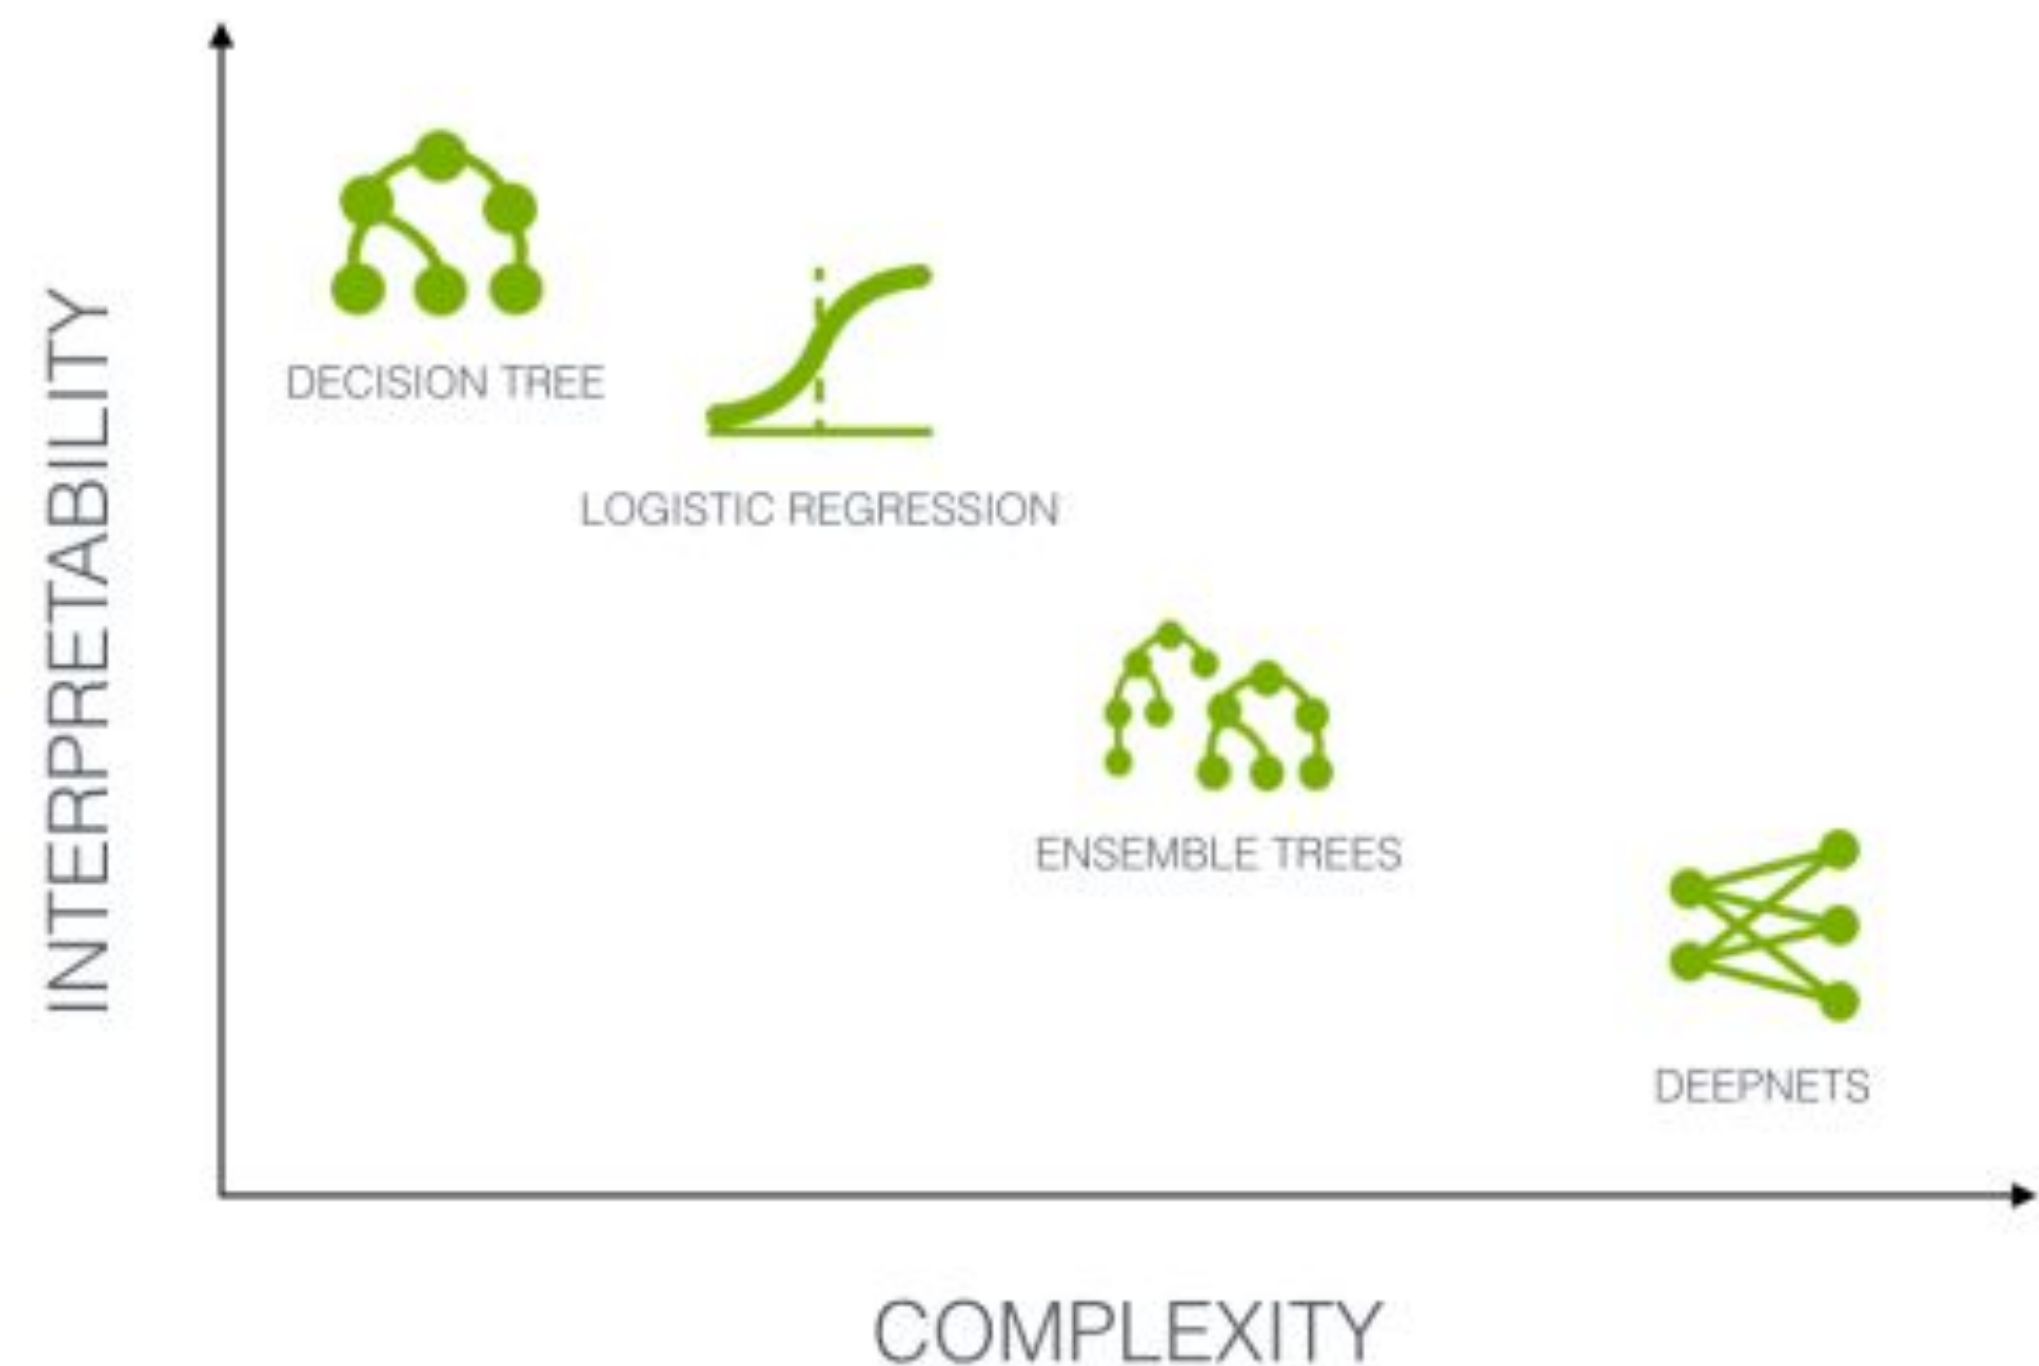 INTERPRETABILITY
DECISION TREE
LOGISTIC REGRESSION
ENSEMBLE TREES
DEEPNETS
COMPLEXITY